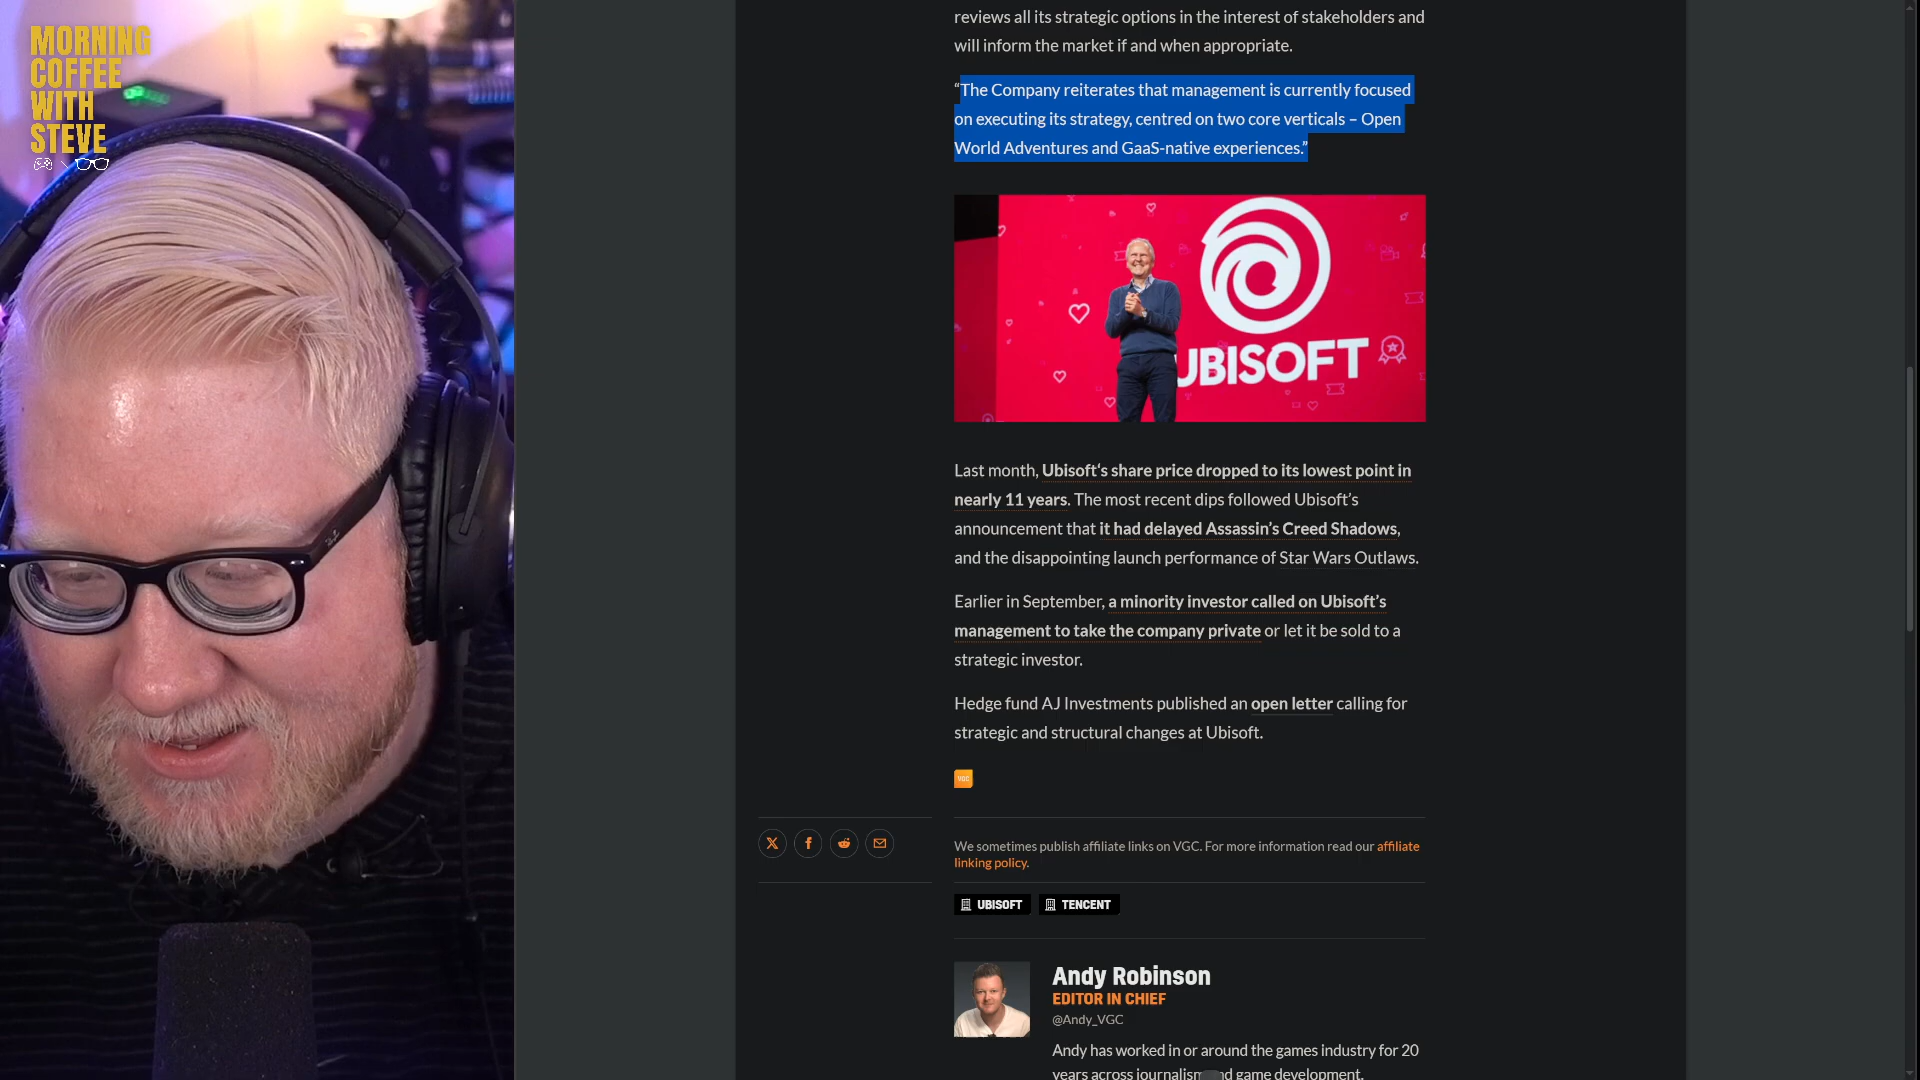 MORNING
COFFEE
WITH
STEVE
reviews all its strategic options in the interest of stakeholders and
will inform the market if and when appropriate.
“The Company reiterates that management is currently focused
on executing its strategy, centred on two core verticals – Open
World Adventures and GaaS-native experiences.”
UBISOFT
Last month, Ubisoft‘s share price dropped to its lowest point in
nearly 11 years. The most recent dips followed Ubisoft’s
announcement that it had delayed Assassin’s Creed Shadows,
and the disappointing launch performance of Star Wars Outlaws.
Earlier in September, a minority investor called on Ubisoft’s
management to take the company private or let it be sold to a
strategic investor.
Hedge fund AJ Investments published an open letter calling for
strategic and structural changes at Ubisoft.
VGC
We sometimes publish affiliate links on VGC. For more information read our affiliate
linking policy.
UBISOFT
TENCENT
Andy Robinson
EDITOR IN CHIEF
@Andy_VGC
Andy has worked in or around the games industry for 20
years across journalism and game development.